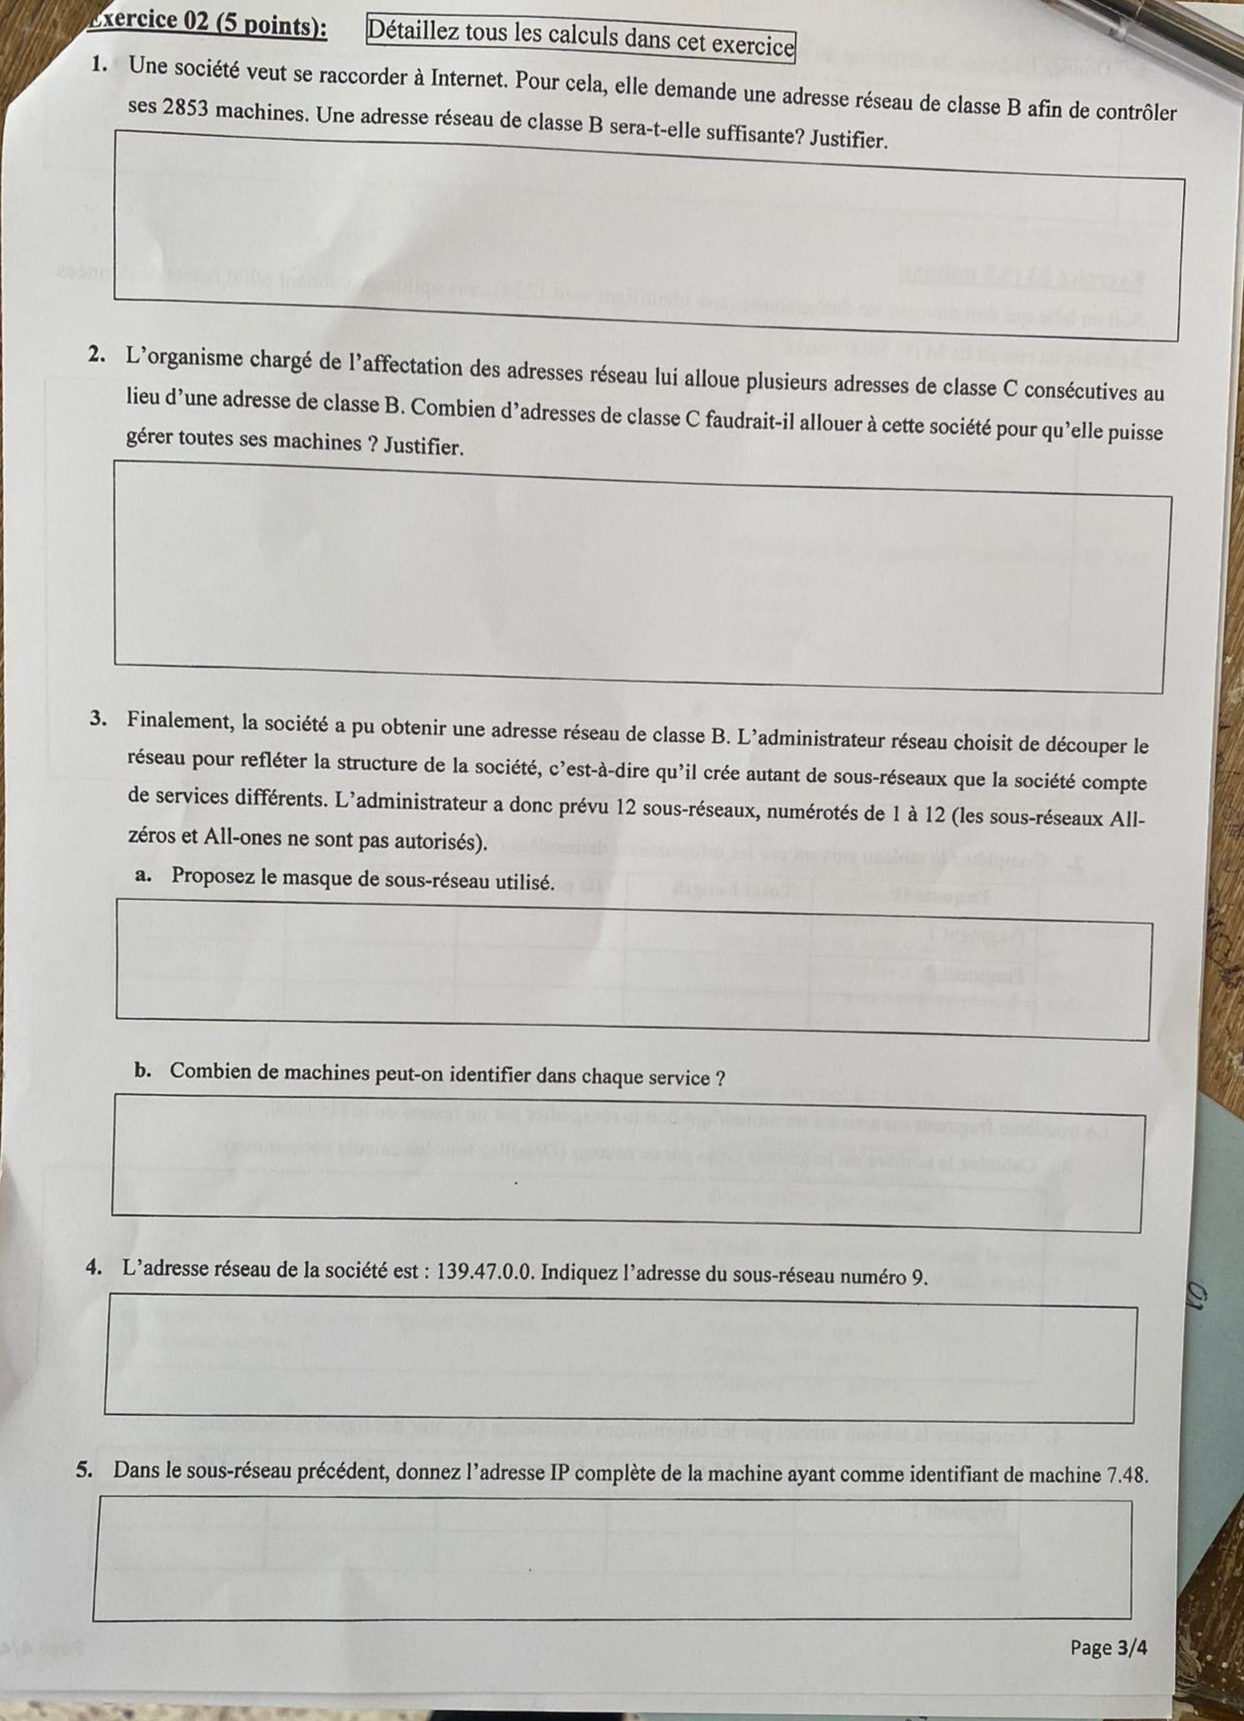 Exercice 02 (5 points): Détaillez tous les calculs dans cet exercice
1. Une société veut se raccorder à Internet. Pour cela, elle demande une adresse réseau de classe B afin de contrôler
ses 2853 machines. Une adresse réseau de classe B sera-t-elle suffisante? Justifier.
2. L'organisme chargé de l'affectation des adresses réseau lui alloue plusieurs adresses de classe C consécutives au
lieu d'une adresse de classe B. Combien d'adresses de classe C faudrait-il allouer à cette société pour qu'elle puisse
gérer toutes ses machines ? Justifier.
3. Finalement, la société a pu obtenir une adresse réseau de classe B. L'administrateur réseau choisit de découper le
réseau pour refléter la structure de la société, c'est-à-dire qu'il crée autant de sous-réseaux que la société compte
de services différents. L'administrateur a donc prévu 12 sous-réseaux, numérotés de 1 à 12 (les sous-réseaux All-
zéros et All-ones ne sont pas autorisés).
a. Proposez le masque de sous-réseau utilisé.
b. Combien de machines peut-on identifier dans chaque service ?
4. L'adresse réseau de la société est : 139.47.0.0. Indiquez l'adresse du sous-réseau numéro 9.
5. Dans le sous-réseau précédent, donnez l'adresse IP complète de la machine ayant comme identifiant de machine 7.48.
Page 3/4